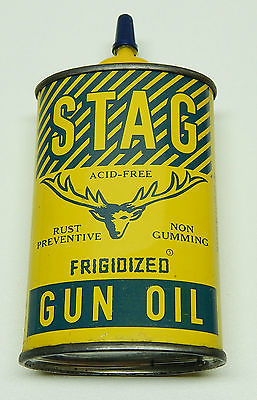 STAG
ACID-FREE
RUST NON
PREVENTIVE GUMMING
FRIGIDIZED
GUN OIL